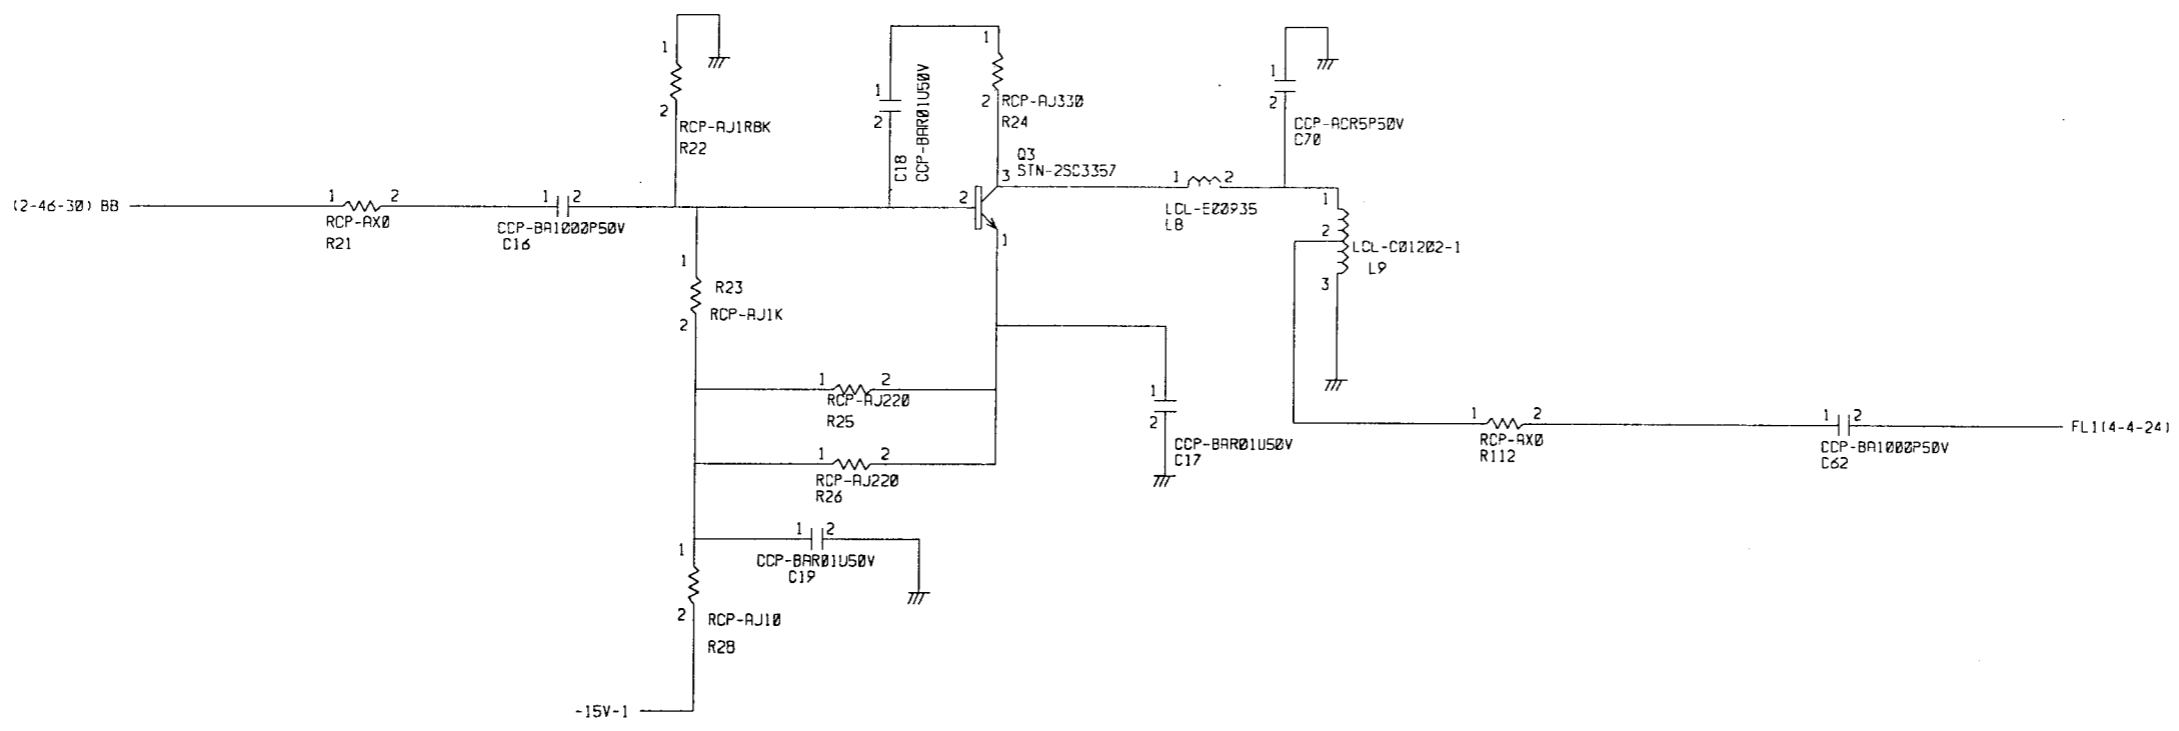 1
2
RCP-AJ1R8K
R22
1
2
C18
CCP-BAR01U50V
1
2
RCP-AJ330
R24
Q3
STN-2SC3357
3
2
1
1
2
CCP-ACR5P50V
C70
(2-46-30) BB
1 2
RCP-AX0
R21
1 2
CCP-BA1000P50V
C16
1 2
LCL-E00935
L8
1
2
3
LCL-C01202-1
L9
1
2
R23
RCP-AJ1K
1 2
RCP-AJ220
R25
1 2
RCP-AJ220
R26
1
2
CCP-BAR01U50V
C17
1 2
RCP-AX0
R112
1 2
CCP-BA1000P50V
C62
FL1(4-4-24)
1 2
CCP-BAR01U50V
C19
1
2
RCP-AJ10
R28
-15V-1